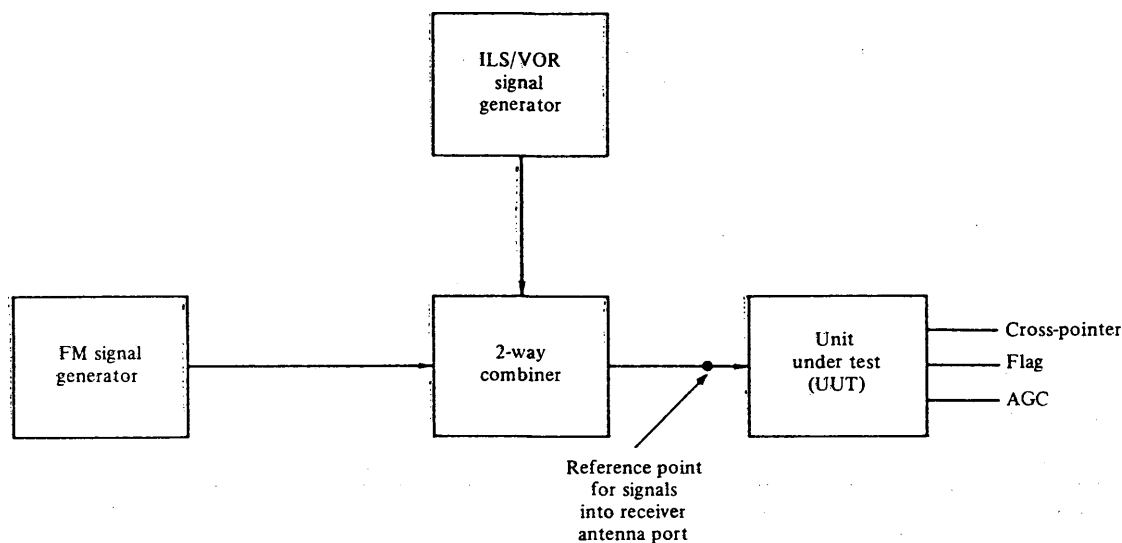 ILS/VOR
signal
generator
FM signal
generator
2-way
combiner
Unit
under test
(UUT)
Cross-pointer
Flag
AGC
Reference point
for signals
into receiver
antenna port